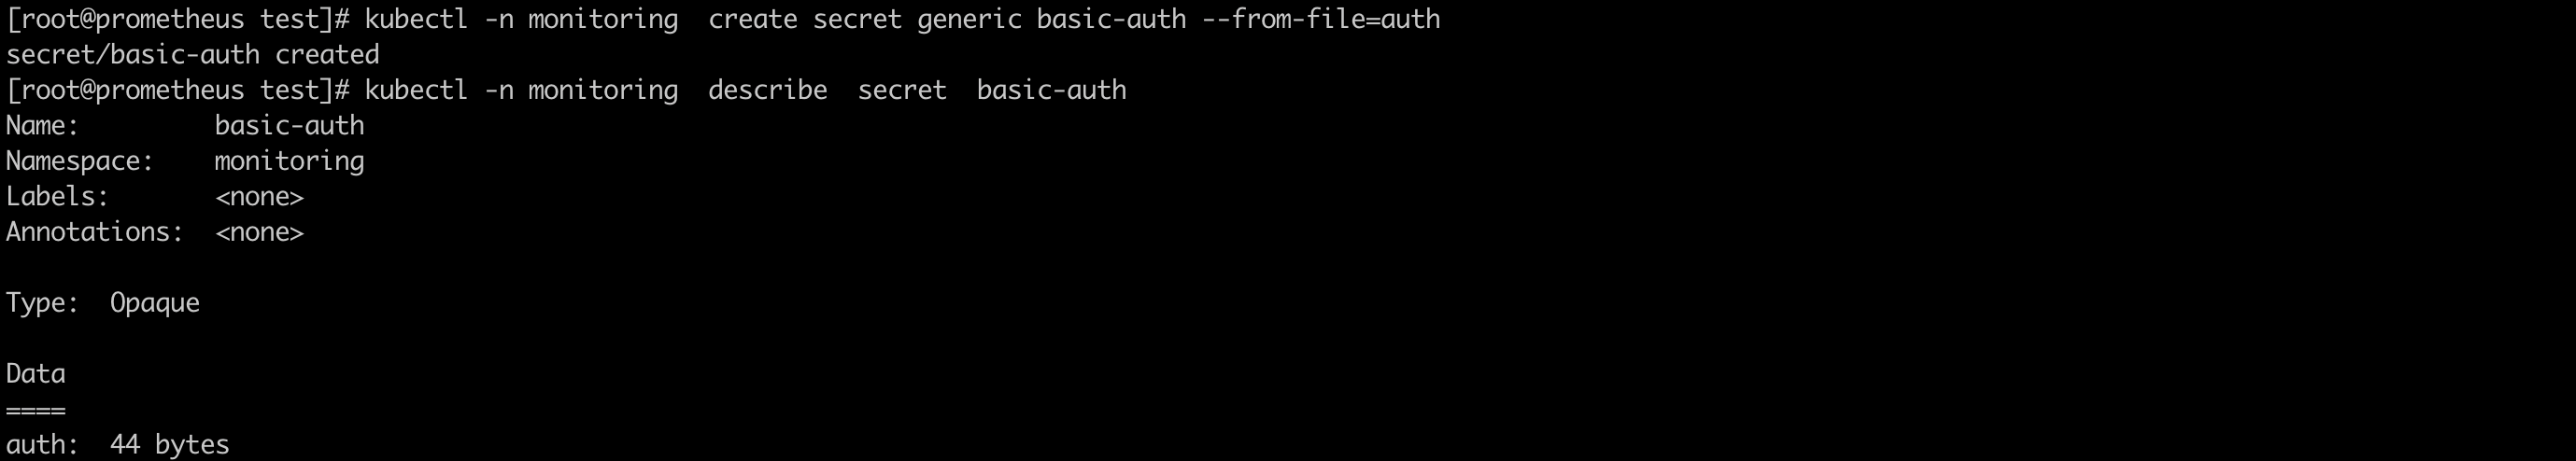 [root@prometheus test]# kubectl -n monitoring  create secret generic basic-auth --from-file=auth
secret/basic-auth created
[root@prometheus test]# kubectl -n monitoring  describe  secret  basic-auth
Name:         basic-auth
Namespace:    monitoring
Labels:       <none>
Annotations:  <none>

Type:  Opaque

Data
====
auth:  44 bytes